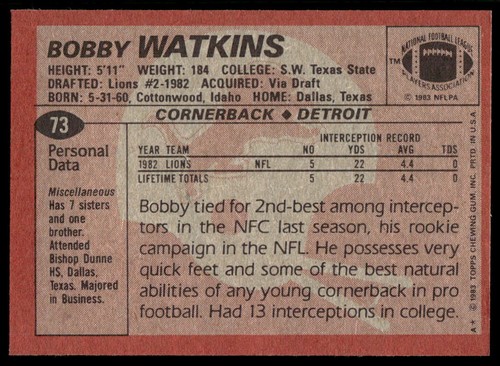 BOBBY WATKINS
HEIGHT: 5'11" WEIGHT: 184 COLLEGE: S.W. Texas State
DRAFTED: Lions #2-1982 ACQUIRED: Via Draft
BORN: 5-31-60, Cottonwood, Idaho HOME: Dallas, Texas
NATIONAL FOOTBALL LEAGUE
PLAYERS ASSOCIATION
TM
© 1983 NFLPA
73
CORNERBACK ◆ DETROIT
Personal
Data
Miscellaneous
Has 7 sisters
and one
brother.
Attended
Bishop Dunne
HS, Dallas,
Texas. Majored
in Business.
INTERCEPTION RECORD
YEAR TEAM NO YDS AVG TDS
1982 LIONS NFL 5 22 4.4 0
LIFETIME TOTALS 5 22 4.4 0
Bobby tied for 2nd-best among intercep-
tors in the NFC last season, his rookie
campaign in the NFL. He possesses very
quick feet and some of the best natural
abilities of any young cornerback in pro
football. Had 13 interceptions in college.
© 1983 TOPPS CHEWING GUM, INC. PRTD. IN U.S.A.
A*